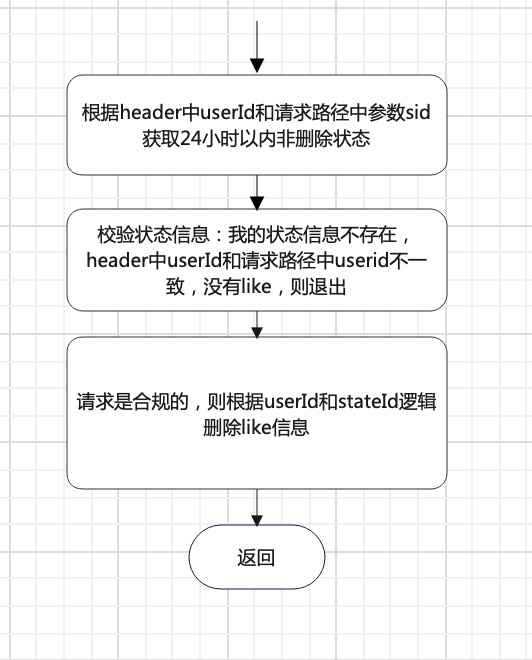 根据header中userId和请求路径中参数sid
获取24小时以内非删除状态
校验状态信息：我的状态信息不存在，
header中userId和请求路径中userid不一
致，没有like，则退出
请求是合规的，则根据userId和stateId逻辑
删除like信息
返回